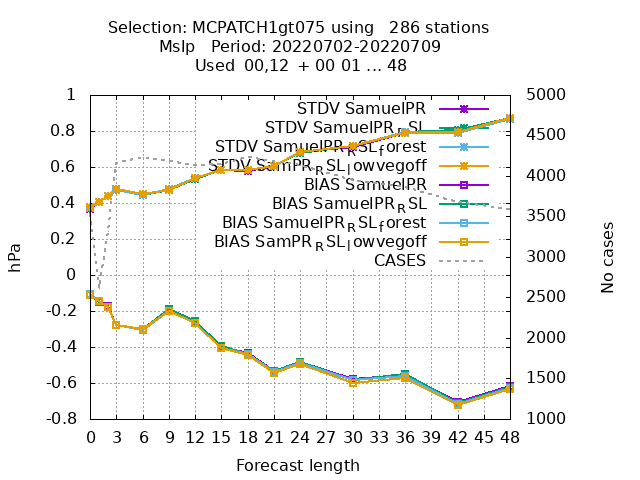 Selection: MCPATCH1gt075 using   286 stations
Mslp   Period: 20220702-20220709
Used  00,12  + 00 01 ... 48
1
0.8
0.6
0.4
0.2
0
-0.2
-0.4
-0.6
-0.8
hPa
STDV SamuelPR
STDV SamuelPR_RSL
STDV SamuelPR_RSL_forest
STDV SamPR_RSL_lowvegoff
BIAS SamuelPR
BIAS SamuelPR_RSL
BIAS SamuelPR_RSL_forest
BIAS SamPR_RSL_lowvegoff
CASES
5000
4500
4000
3500
3000
2500
2000
1500
1000
No cases
0 3 6 9 12 15 18 21 24 27 30 33 36 39 42 45 48
Forecast length